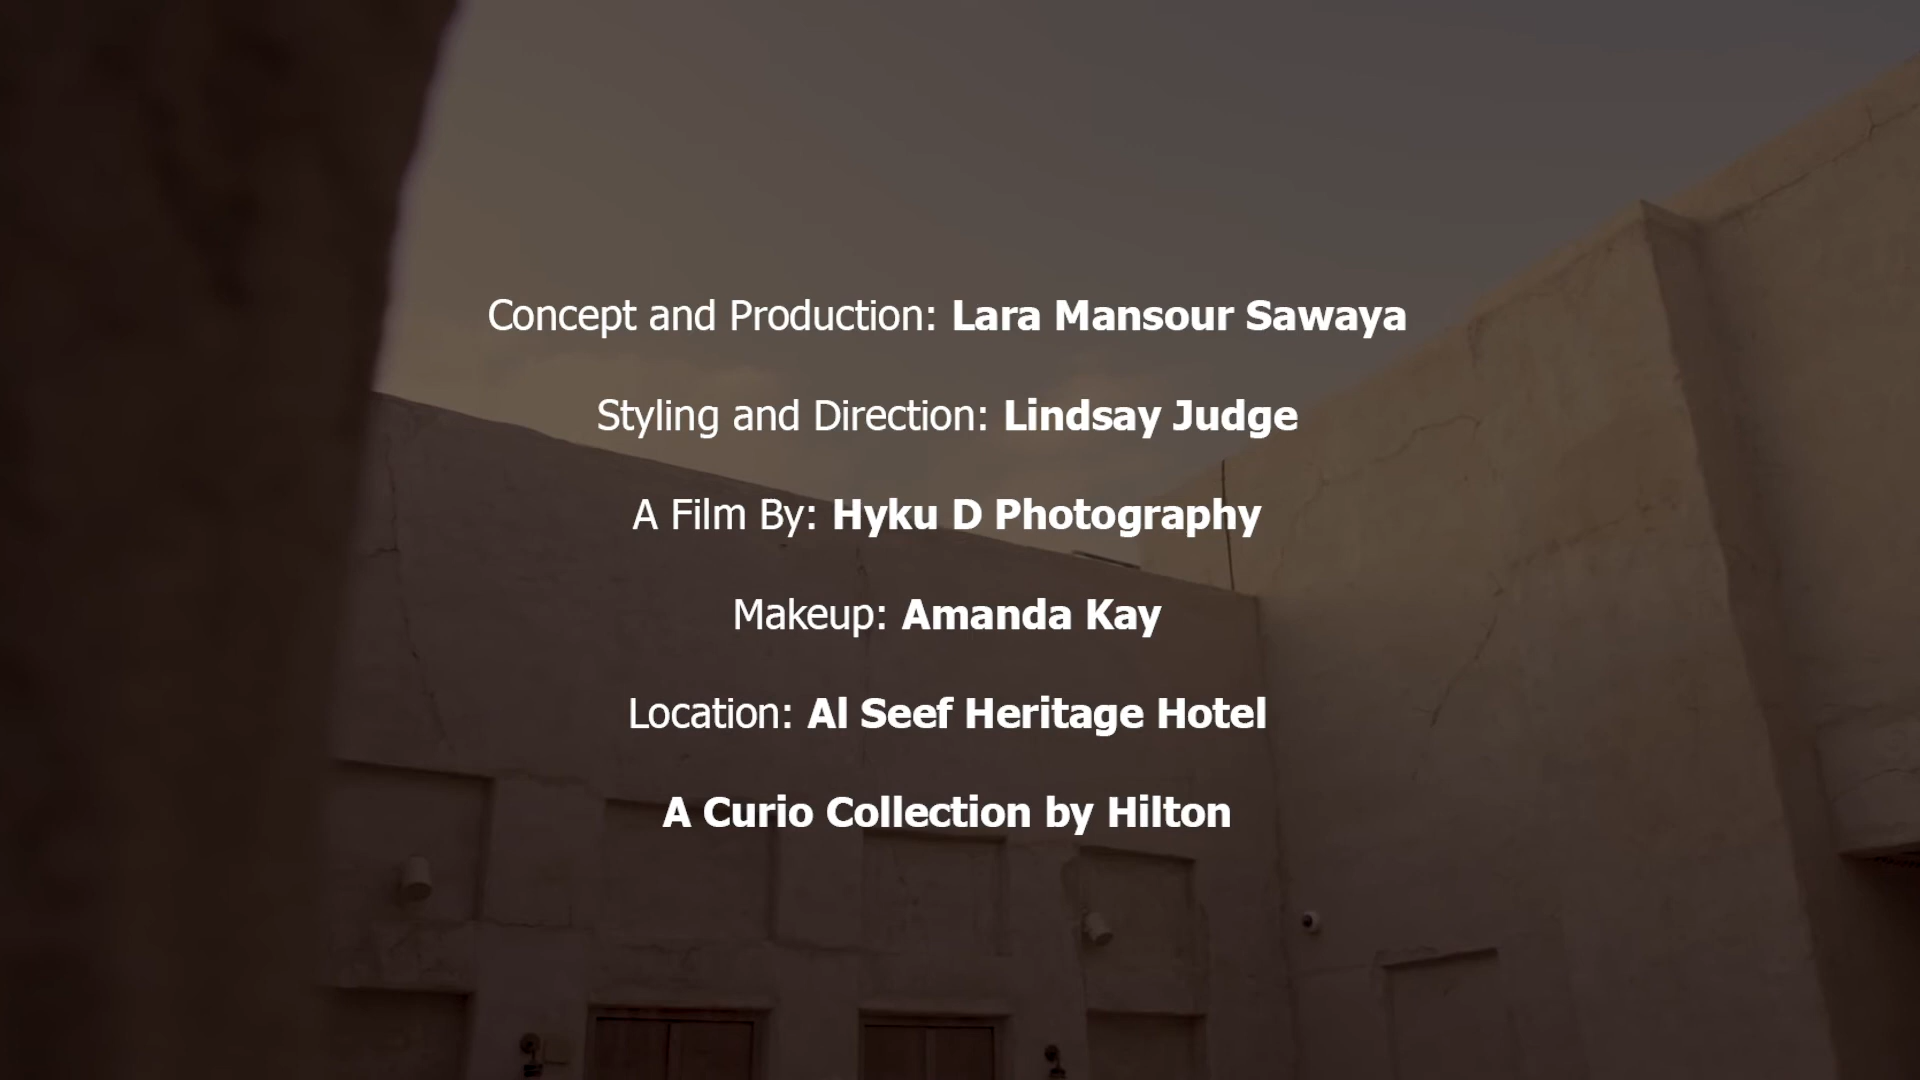 Concept and Production: Lara Mansour Sawaya
Styling and Direction: Lindsay Judge
A Film By: Hyku D Photography
Makeup: Amanda Kay
Location: Al Seef Heritage Hotel
A Curio Collection by Hilton